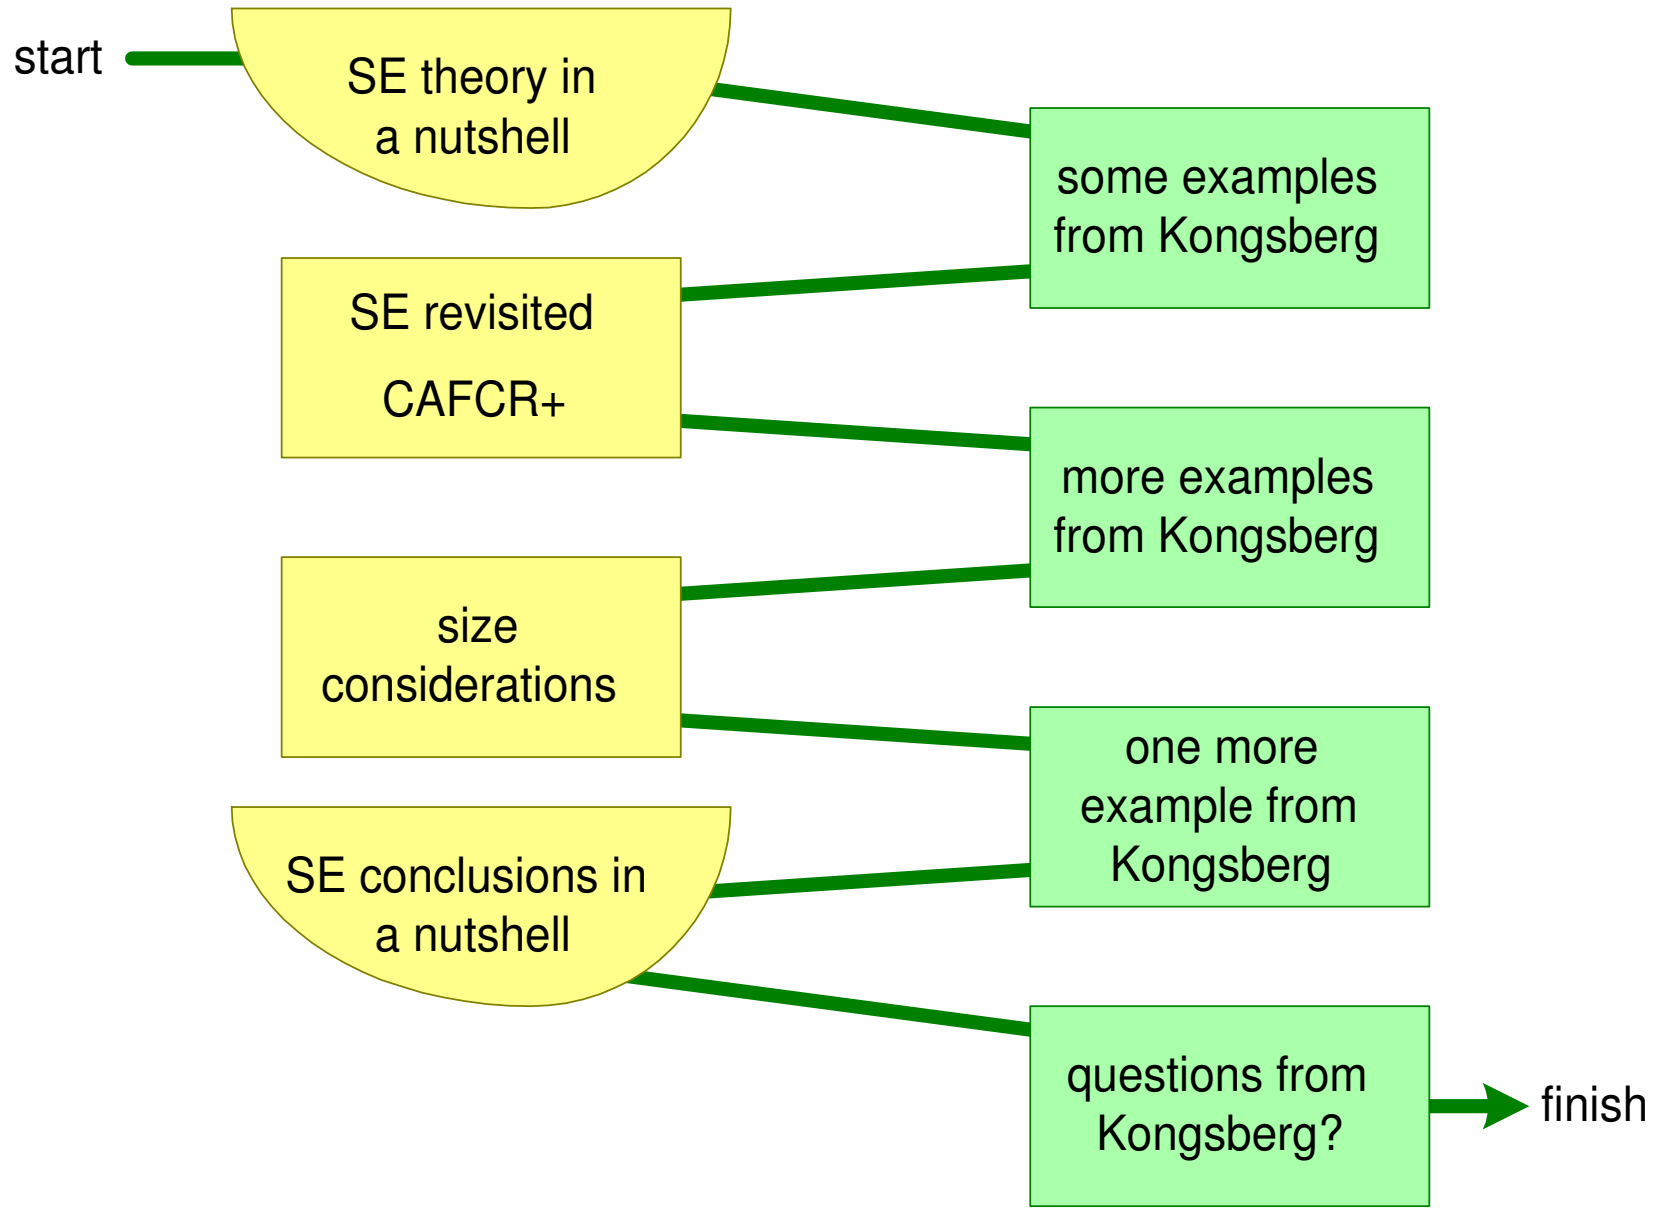 start
SE theory in
a nutshell
some examples
from Kongsberg
SE revisited
CAFCR+
more examples
from Kongsberg
size
considerations
one more
example from
Kongsberg
SE conclusions in
a nutshell
questions from
Kongsberg?
finish